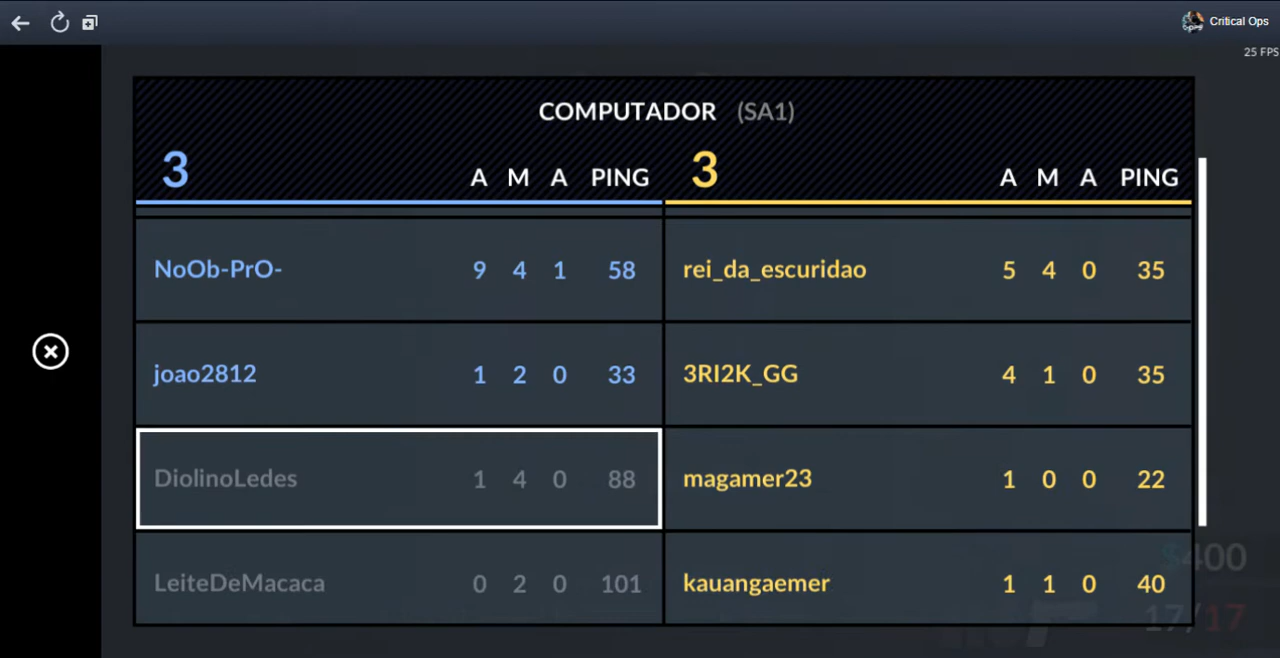 Critical Ops
25 FPS
COMPUTADOR (SA1)
3 A M A PING 3 A M A PING
NoOb-PrO- 9 4 1 58 rei_da_escuridao 5 4 0 35
joao2812 1 2 0 33 3RI2K_GG 4 1 0 35
DiolinoLedes 1 4 0 88 magamer23 1 0 0 22
$400
LeiteDeMacaca 0 2 0 101 kauangaemer 1 1 0 40
17/17